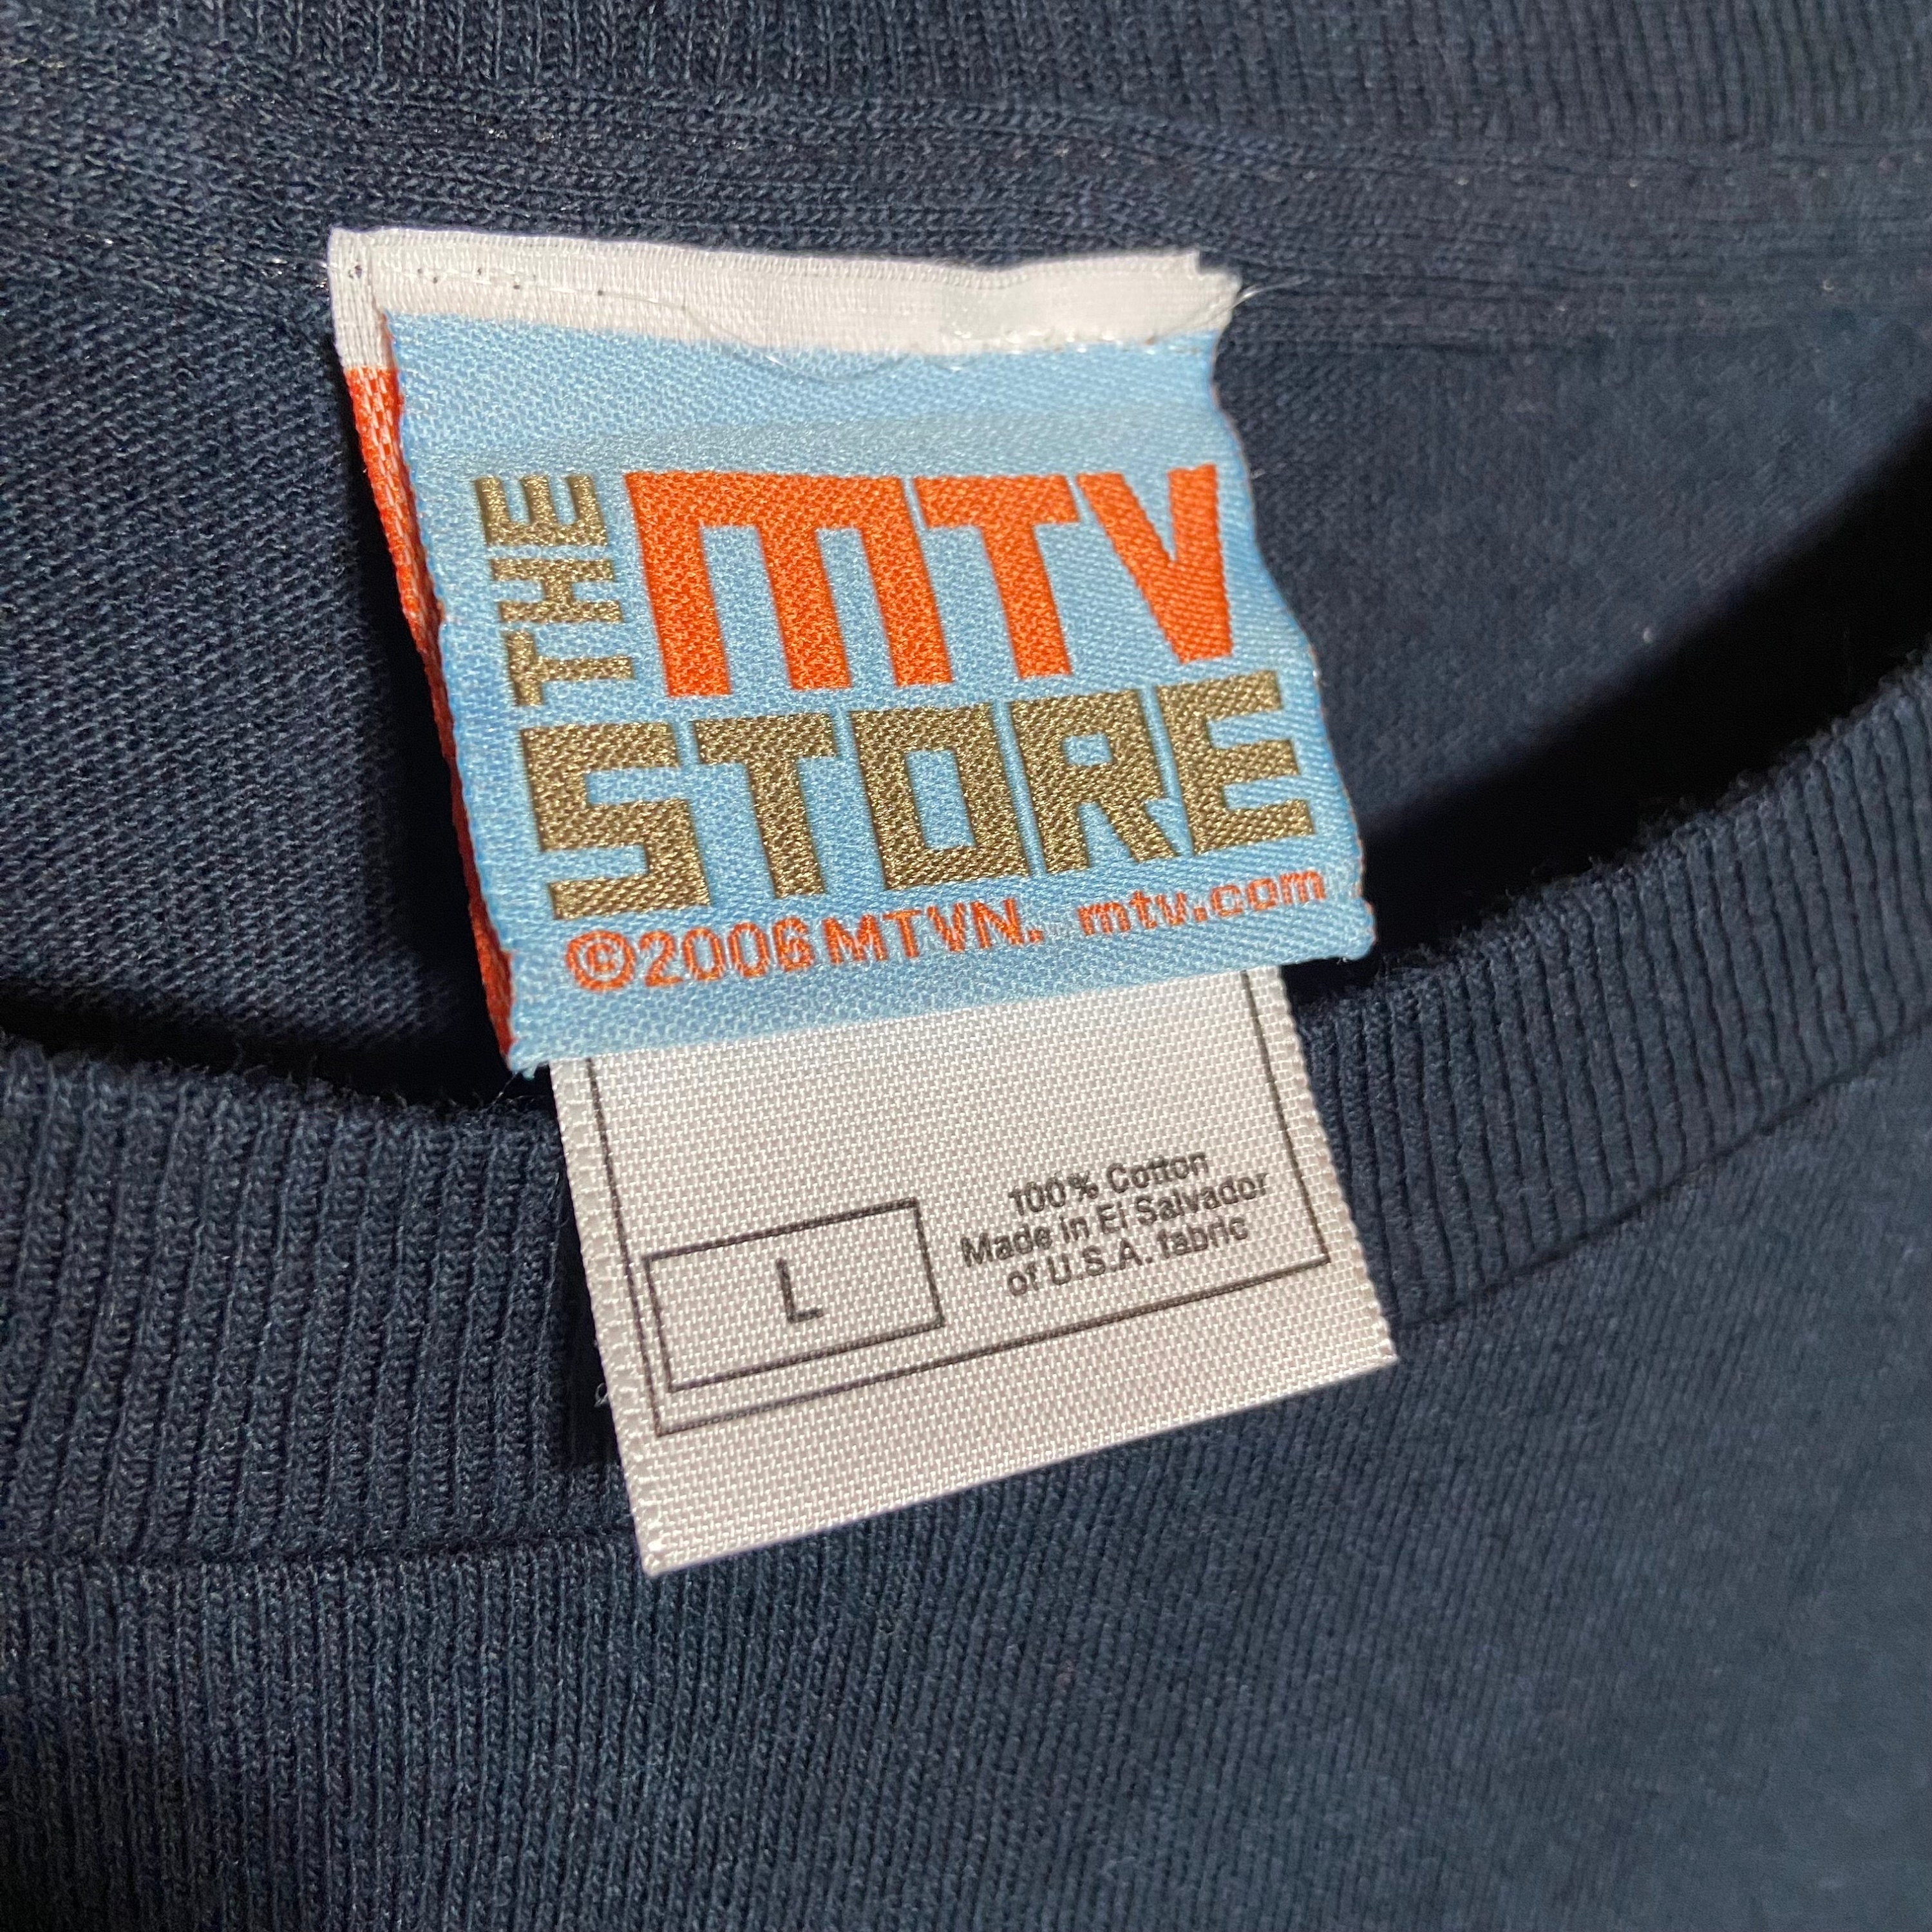 THE MTV
STORE
©2006 MTVN. mtv.com
L
100% Cotton
Made in El Salvador
of U.S.A. fabric